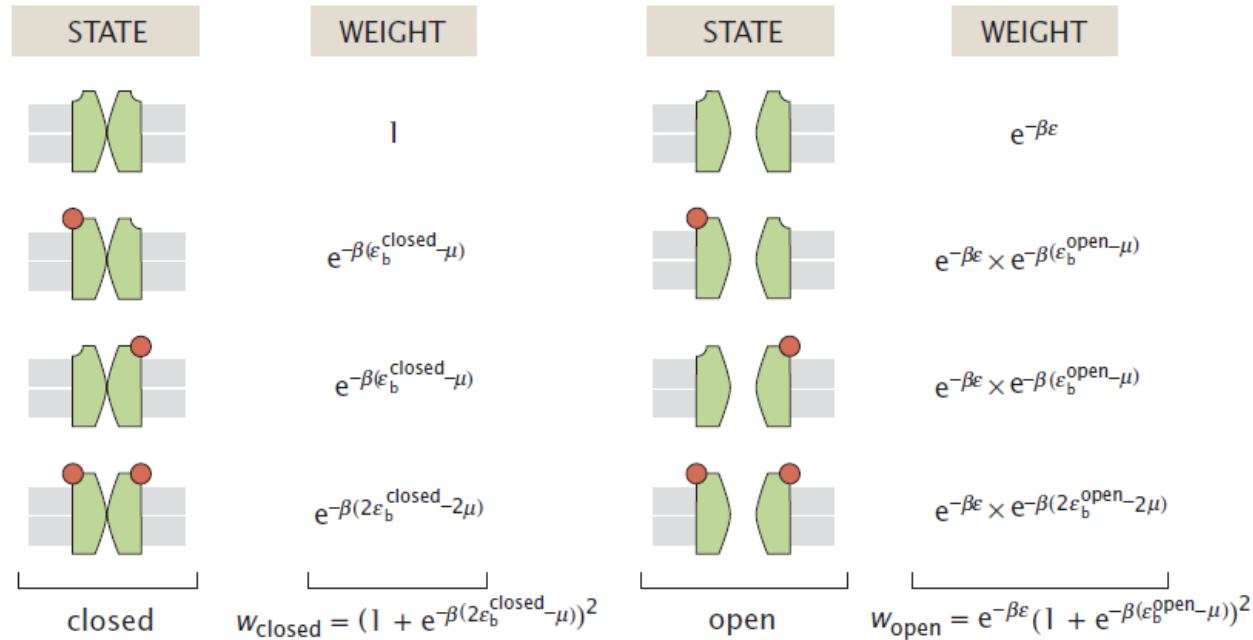 STATE WEIGHT STATE WEIGHT
1 e^{−βε}
e^{−β(ε_b^{closed}−μ)} e^{−βε} × e^{−β(ε_b^{open}−μ)}
e^{−β(ε_b^{closed}−μ)} e^{−βε} × e^{−β(ε_b^{open}−μ)}
e^{−β(2ε_b^{closed}−2μ)} e^{−βε} × e^{−β(2ε_b^{open}−2μ)}
closed w_{closed} = (1 + e^{−β(2ε_b^{closed}−μ)})^2 open w_{open} = e^{−βε} (1 + e^{−β(ε_b^{open}−μ)})^2